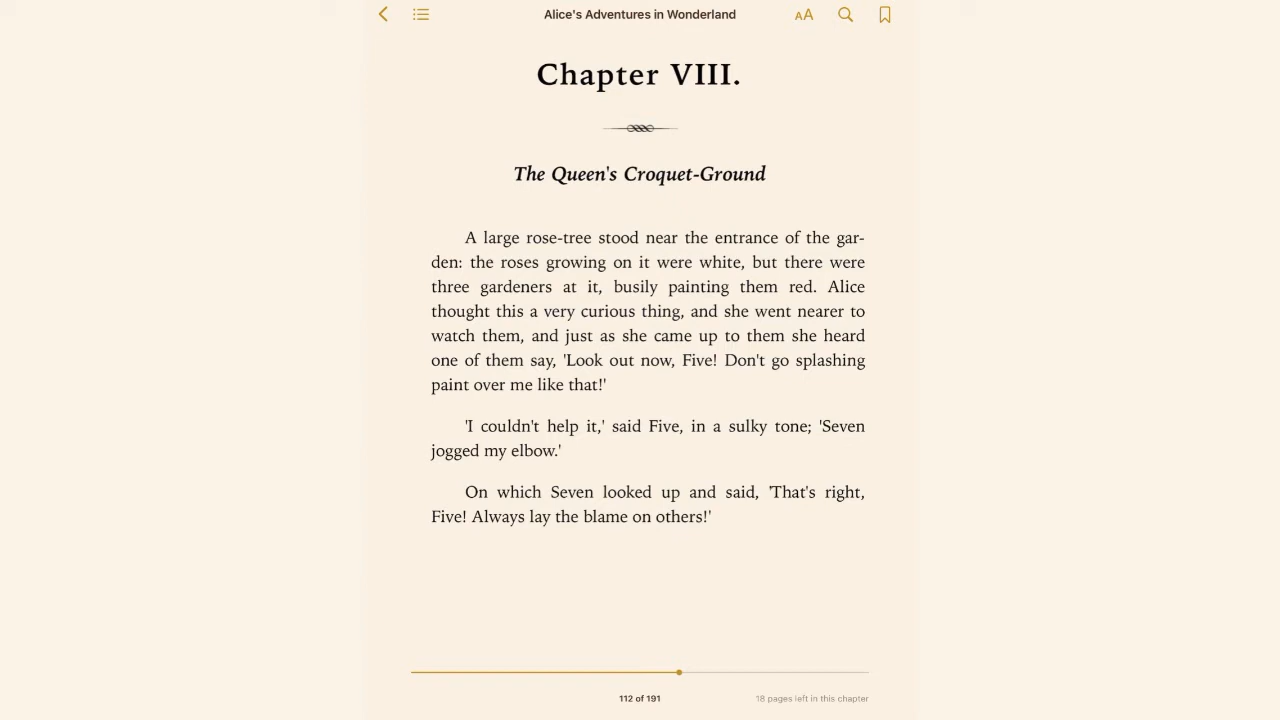 Alice's Adventures in Wonderland
AA
Chapter VIII.
The Queen's Croquet-Ground
A large rose-tree stood near the entrance of the gar-
den: the roses growing on it were white, but there were
three gardeners at it, busily painting them red. Alice
thought this a very curious thing, and she went nearer to
watch them, and just as she came up to them she heard
one of them say, 'Look out now, Five! Don't go splashing
paint over me like that!'
'I couldn't help it,' said Five, in a sulky tone; 'Seven
jogged my elbow.'
On which Seven looked up and said, 'That's right,
Five! Always lay the blame on others!'
112 of 191
18 pages left in this chapter